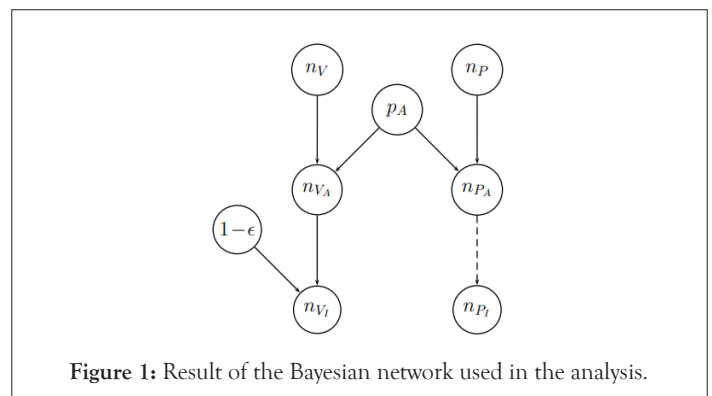 n_V n_P
p_A
n_{V_A} n_{P_A}
1−ϵ
n_{V_I} n_{P_I}
Figure 1: Result of the Bayesian network used in the analysis.